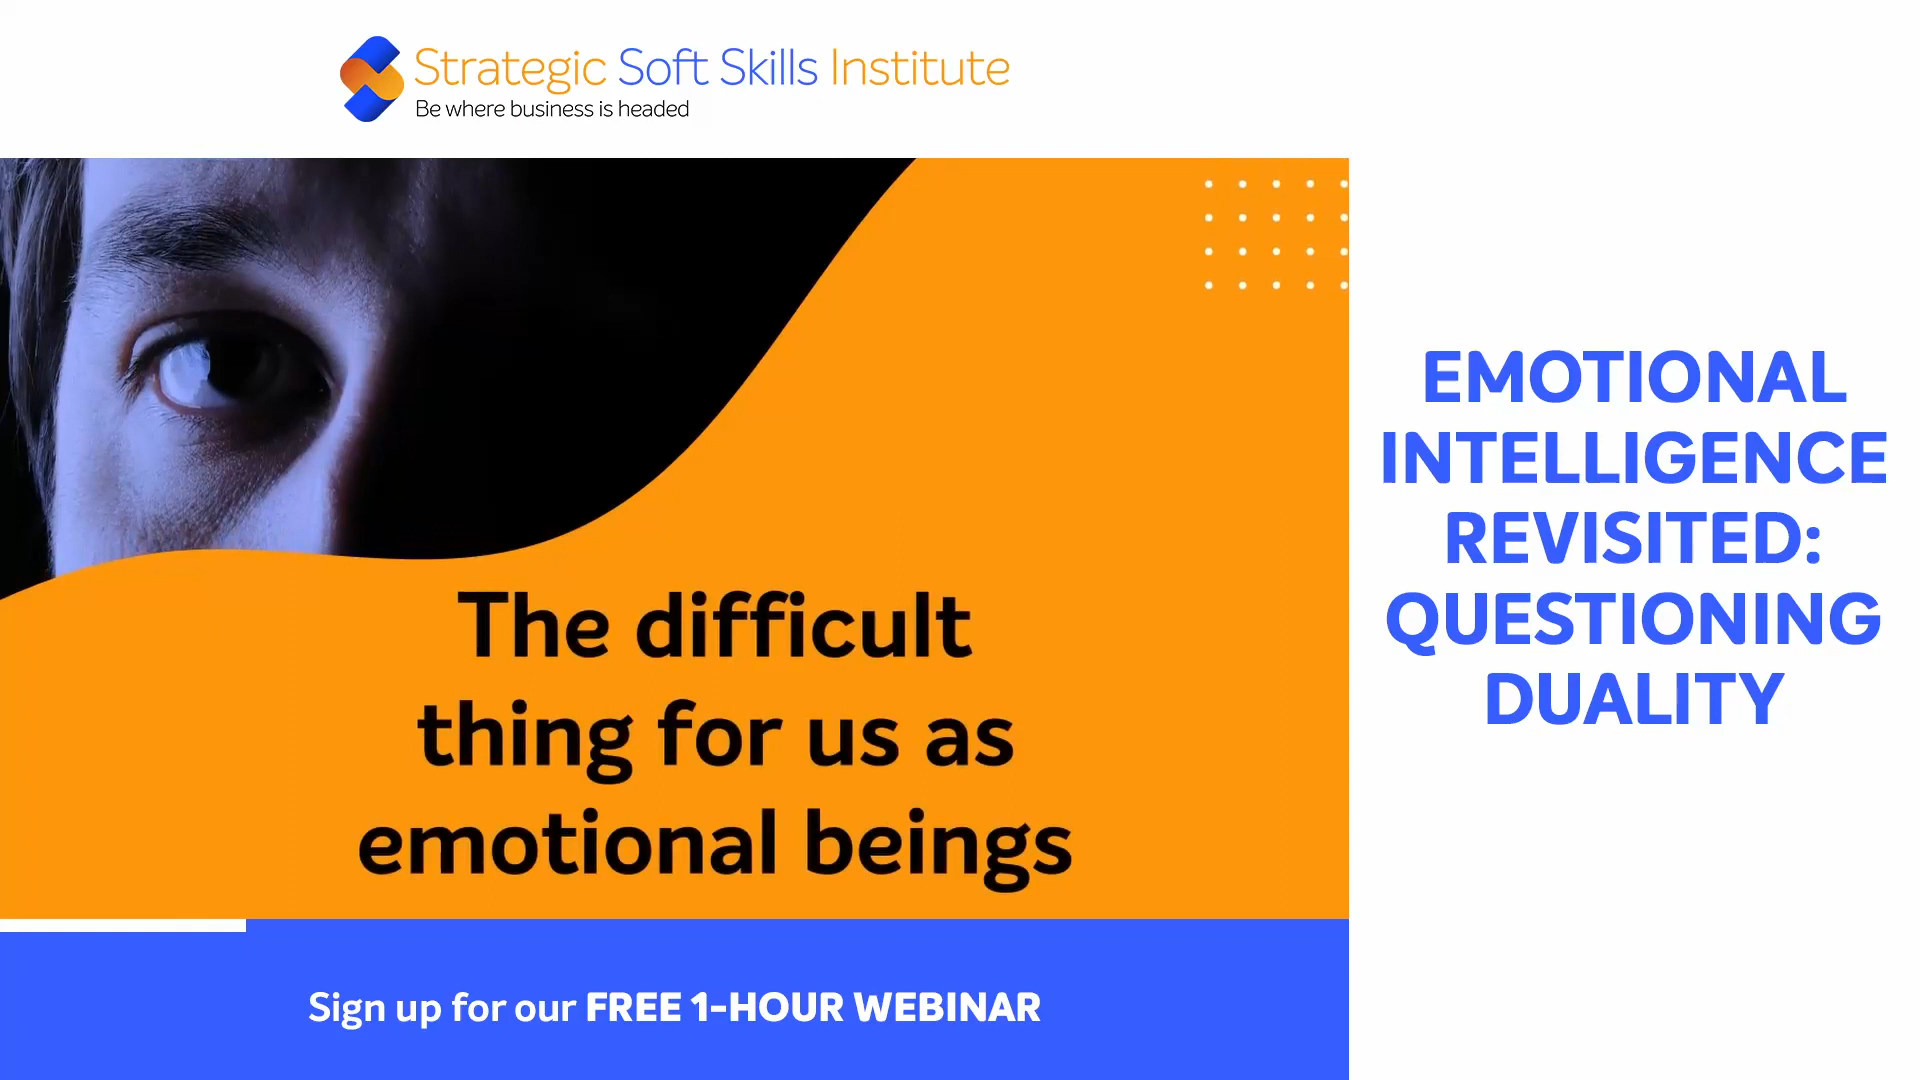 Strategic Soft Skills Institute
Be where business is headed
The difficult
thing for us as
emotional beings
Sign up for our FREE 1-HOUR WEBINAR
EMOTIONAL
INTELLIGENCE
REVISITED:
QUESTIONING
DUALITY